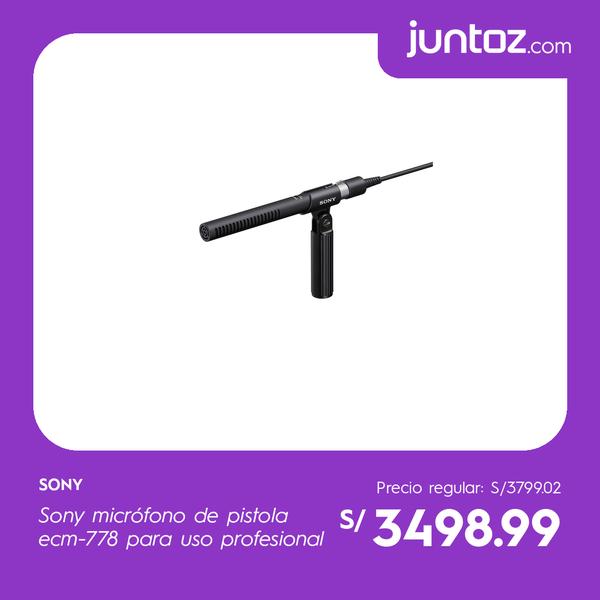 juntoz.com
SONY
SONY
Sony micrófono de pistola
ecm-778 para uso profesional
Precio regular: S/3799.02
S/ 3498.99